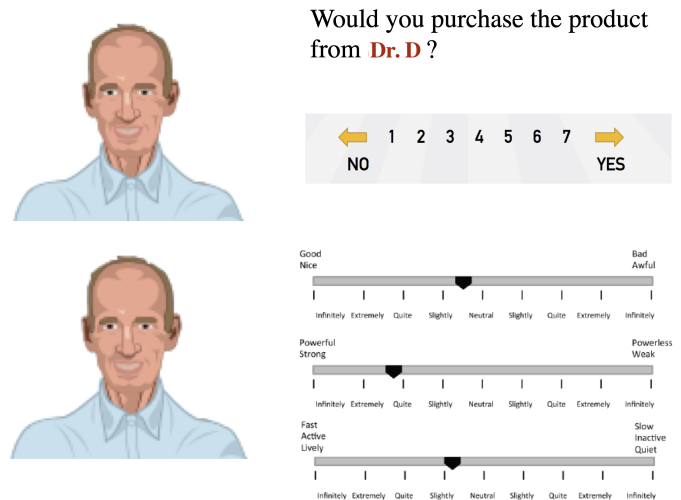 Would you purchase the product
from Dr. D ?
1 2 3 4 5 6 7
NO YES
Good Bad
Nice Awful
Infinitely Extremely Quite Slightly Neutral Slightly Quite Extremely Infinitely
Powerful Powerless
Strong Weak
Infinitely Extremely Quite Slightly Neutral Slightly Quite Extremely Infinitely
Fast Slow
Active Inactive
Lively Quiet
Infinitely Extremely Quite Slightly Neutral Slightly Quite Extremely Infinitely